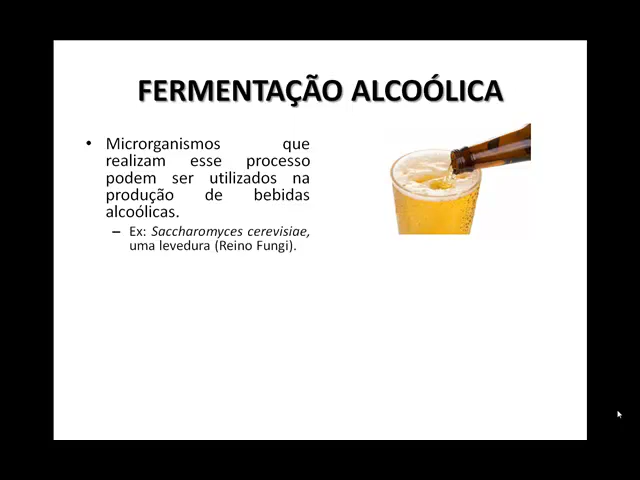 FERMENTAÇÃO ALCOÓLICA
• Microrganismos que
realizam esse processo
podem ser utilizados na
produção de bebidas
alcoólicas.
– Ex: Saccharomyces cerevisiae,
uma levedura (Reino Fungi).